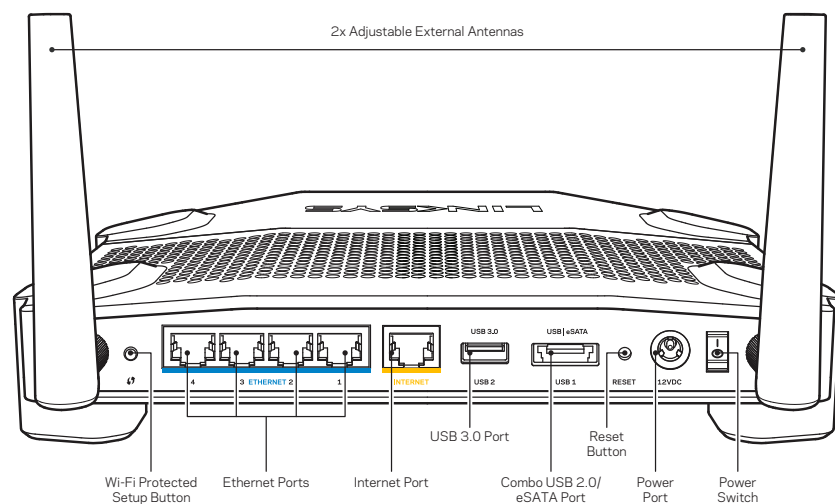 2x Adjustable External Antennas
LINKSYS
USB 3.0
USB | eSATA
4
3
ETHERNET
2
1
INTERNET
USB 2
USB 1
RESET
12VDC
USB 3.0 Port
Reset
Button
Wi-Fi Protected
Setup Button
Ethernet Ports
Internet Port
Combo USB 2.0/
eSATA Port
Power
Port
Power
Switch